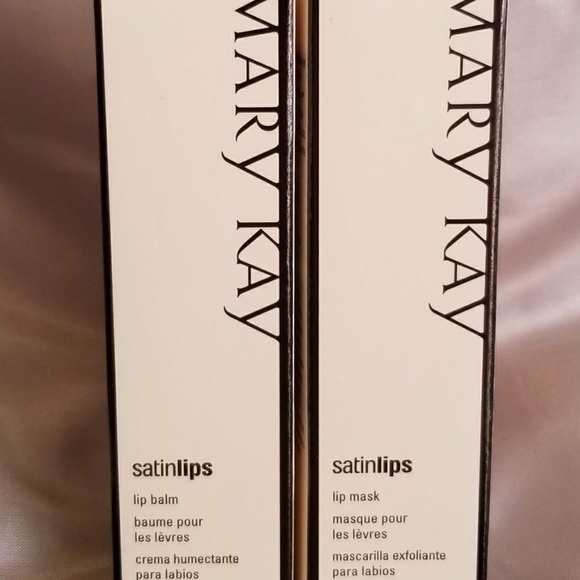 MARY KAY
satinlips
lip balm
baume pour
les lèvres
crema humectante
para labios
MARY KAY
satinlips
lip mask
masque pour
les lèvres
mascarilla exfoliante
para labios